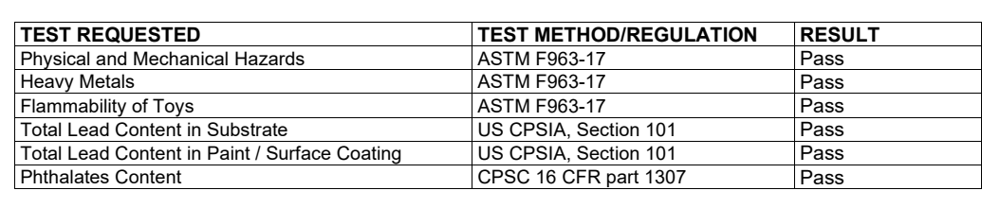 TEST REQUESTED TEST METHOD/REGULATION RESULT
Physical and Mechanical Hazards ASTM F963-17 Pass
Heavy Metals ASTM F963-17 Pass
Flammability of Toys ASTM F963-17 Pass
Total Lead Content in Substrate US CPSIA, Section 101 Pass
Total Lead Content in Paint / Surface Coating US CPSIA, Section 101 Pass
Phthalates Content CPSC 16 CFR part 1307 Pass